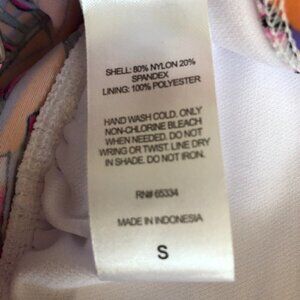 SHELL: 80% NYLON 20%
SPANDEX
LINING: 100% POLYESTER
HAND WASH COLD. ONLY
NON-CHLORINE BLEACH
WHEN NEEDED. DO NOT
WRING OR TWIST. LINE DRY
IN SHADE. DO NOT IRON.
RN# 65334
MADE IN INDONESIA
S